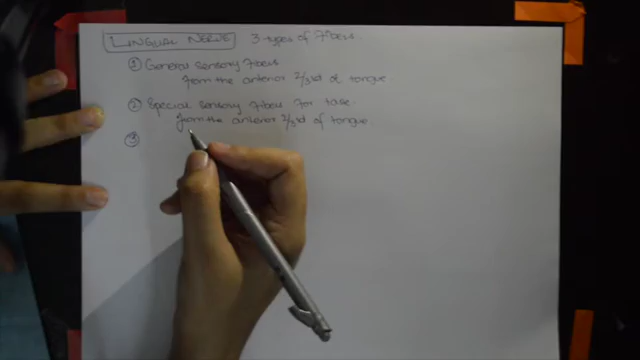 LINGUAL NERVE 3-types of Fibers.
① General Sensory Fibers
From the anterior 2/3rd of tongue.
② Special Sensory Fibers for taste.
From the anterior 2/3rd of tongue.
③